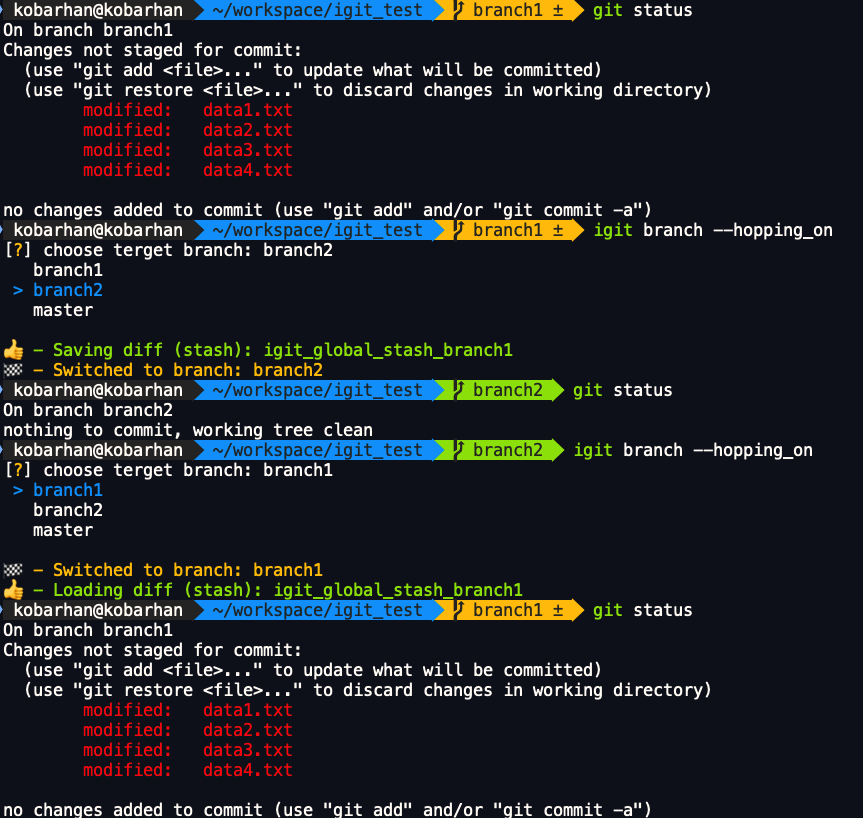 kobarhan@kobarhan ~/workspace/igit_test branch1 ± git status
On branch branch1
Changes not staged for commit:
  (use "git add <file>..." to update what will be committed)
  (use "git restore <file>..." to discard changes in working directory)
        modified:   data1.txt
        modified:   data2.txt
        modified:   data3.txt
        modified:   data4.txt
no changes added to commit (use "git add" and/or "git commit -a")
kobarhan@kobarhan ~/workspace/igit_test branch1 ± igit branch --hopping_on
[?] choose terget branch: branch2
   branch1
 > branch2
   master
👍 - Saving diff (stash): igit_global_stash_branch1
🏁 - Switched to branch: branch2
kobarhan@kobarhan ~/workspace/igit_test branch2 git status
On branch branch2
nothing to commit, working tree clean
kobarhan@kobarhan ~/workspace/igit_test branch2 igit branch --hopping_on
[?] choose terget branch: branch1
 > branch1
   branch2
   master
🏁 - Switched to branch: branch1
👍 - Loading diff (stash): igit_global_stash_branch1
kobarhan@kobarhan ~/workspace/igit_test branch1 ± git status
On branch branch1
Changes not staged for commit:
  (use "git add <file>..." to update what will be committed)
  (use "git restore <file>..." to discard changes in working directory)
        modified:   data1.txt
        modified:   data2.txt
        modified:   data3.txt
        modified:   data4.txt
no changes added to commit (use "git add" and/or "git commit -a")